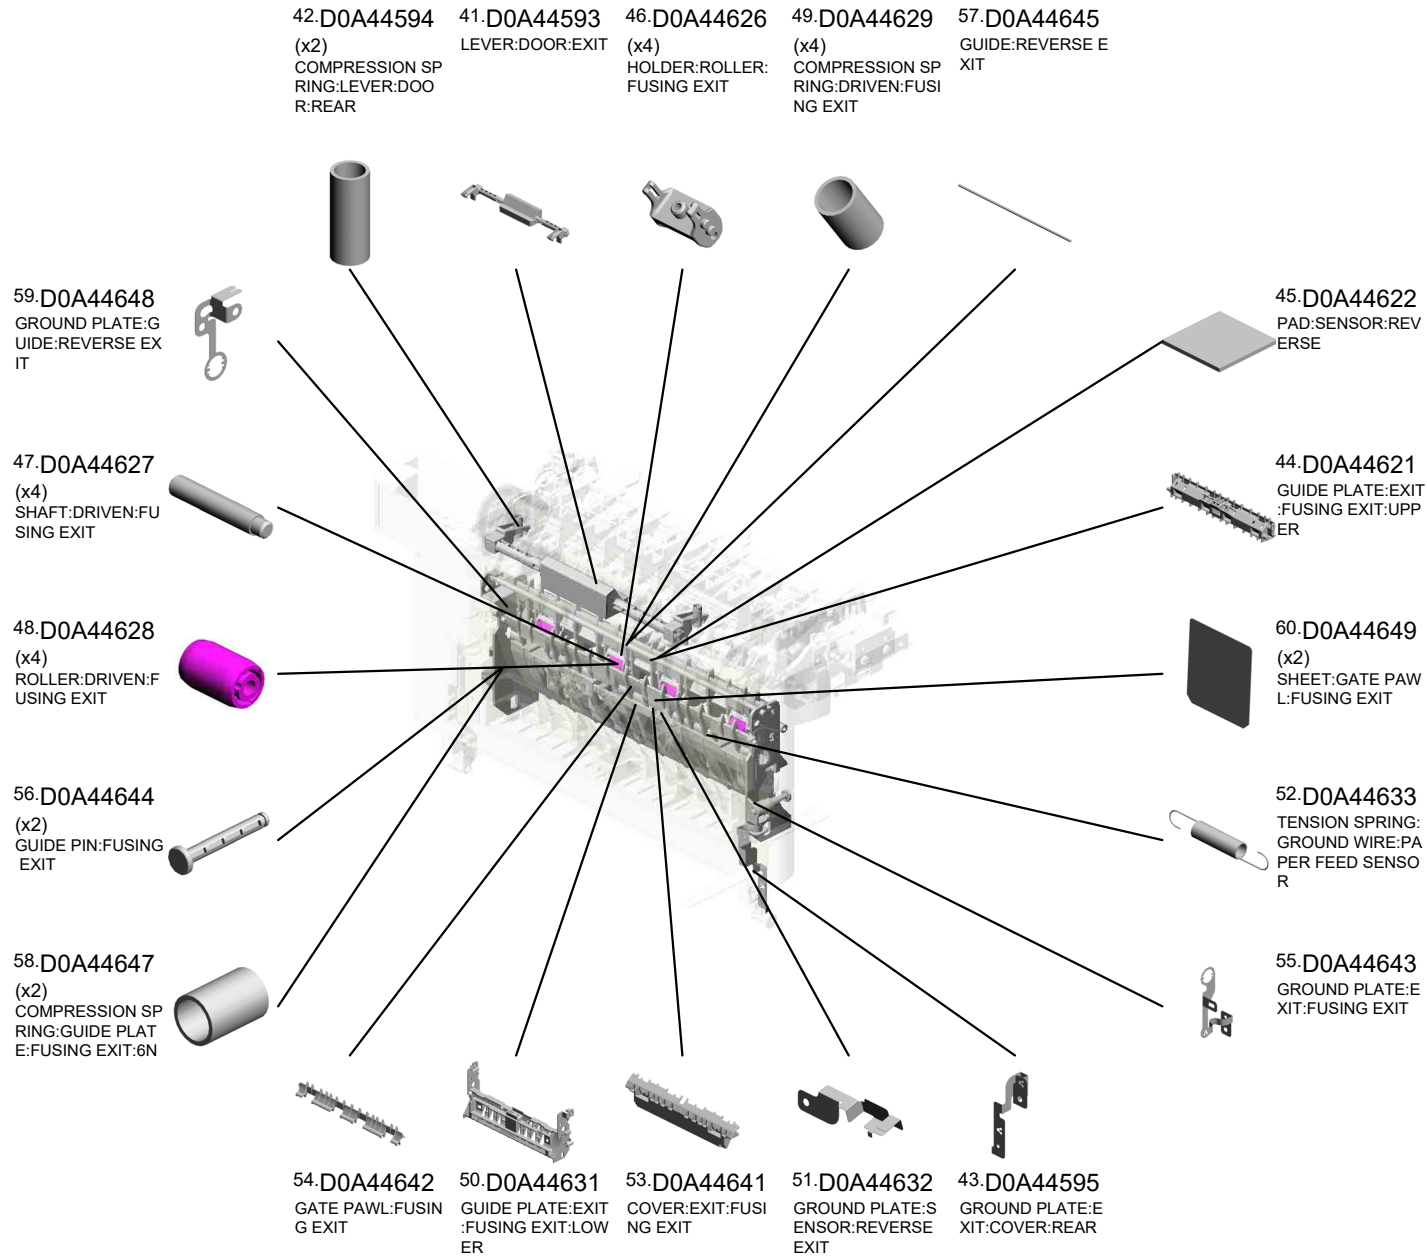 42.D0A44594
(x2)
COMPRESSION SP
RING:LEVER:DOO
R:REAR
41.D0A44593
LEVER:DOOR:EXIT
46.D0A44626
(x4)
HOLDER:ROLLER:
FUSING EXIT
49.D0A44629
(x4)
COMPRESSION SP
RING:DRIVEN:FUSI
NG EXIT
57.D0A44645
GUIDE:REVERSE E
XIT
59.D0A44648
GROUND PLATE:G
UIDE:REVERSE EX
IT
45.D0A44622
PAD:SENSOR:REV
ERSE
47.D0A44627
(x4)
SHAFT:DRIVEN:FU
SING EXIT
44.D0A44621
GUIDE PLATE:EXIT
:FUSING EXIT:UPP
ER
48.D0A44628
(x4)
ROLLER:DRIVEN:F
USING EXIT
60.D0A44649
(x2)
SHEET:GATE PAW
L:FUSING EXIT
56.D0A44644
(x2)
GUIDE PIN:FUSING
EXIT
52.D0A44633
TENSION SPRING:
GROUND WIRE:PA
PER FEED SENSO
R
58.D0A44647
(x2)
COMPRESSION SP
RING:GUIDE PLAT
E:FUSING EXIT:6N
55.D0A44643
GROUND PLATE:E
XIT:FUSING EXIT
54.D0A44642
GATE PAWL:FUSIN
G EXIT
50.D0A44631
GUIDE PLATE:EXIT
:FUSING EXIT:LOW
ER
53.D0A44641
COVER:EXIT:FUSI
NG EXIT
51.D0A44632
GROUND PLATE:S
ENSOR:REVERSE
EXIT
43.D0A44595
GROUND PLATE:E
XIT:COVER:REAR